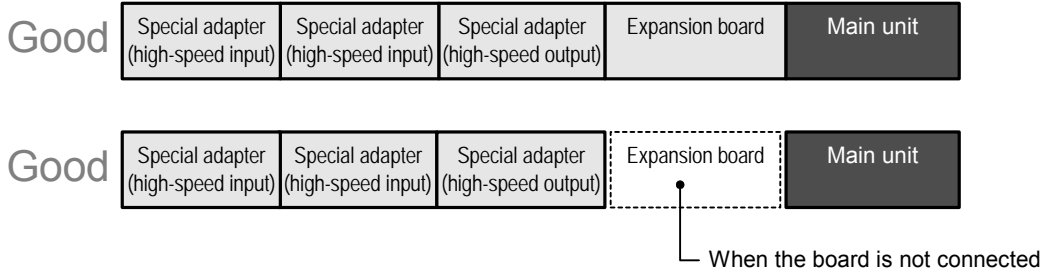 Good
Special adapter
(high-speed input)
Special adapter
(high-speed input)
Special adapter
(high-speed output)
Expansion board
Main unit
Good
Special adapter
(high-speed input)
Special adapter
(high-speed input)
Special adapter
(high-speed output)
Expansion board
Main unit
When the board is not connected